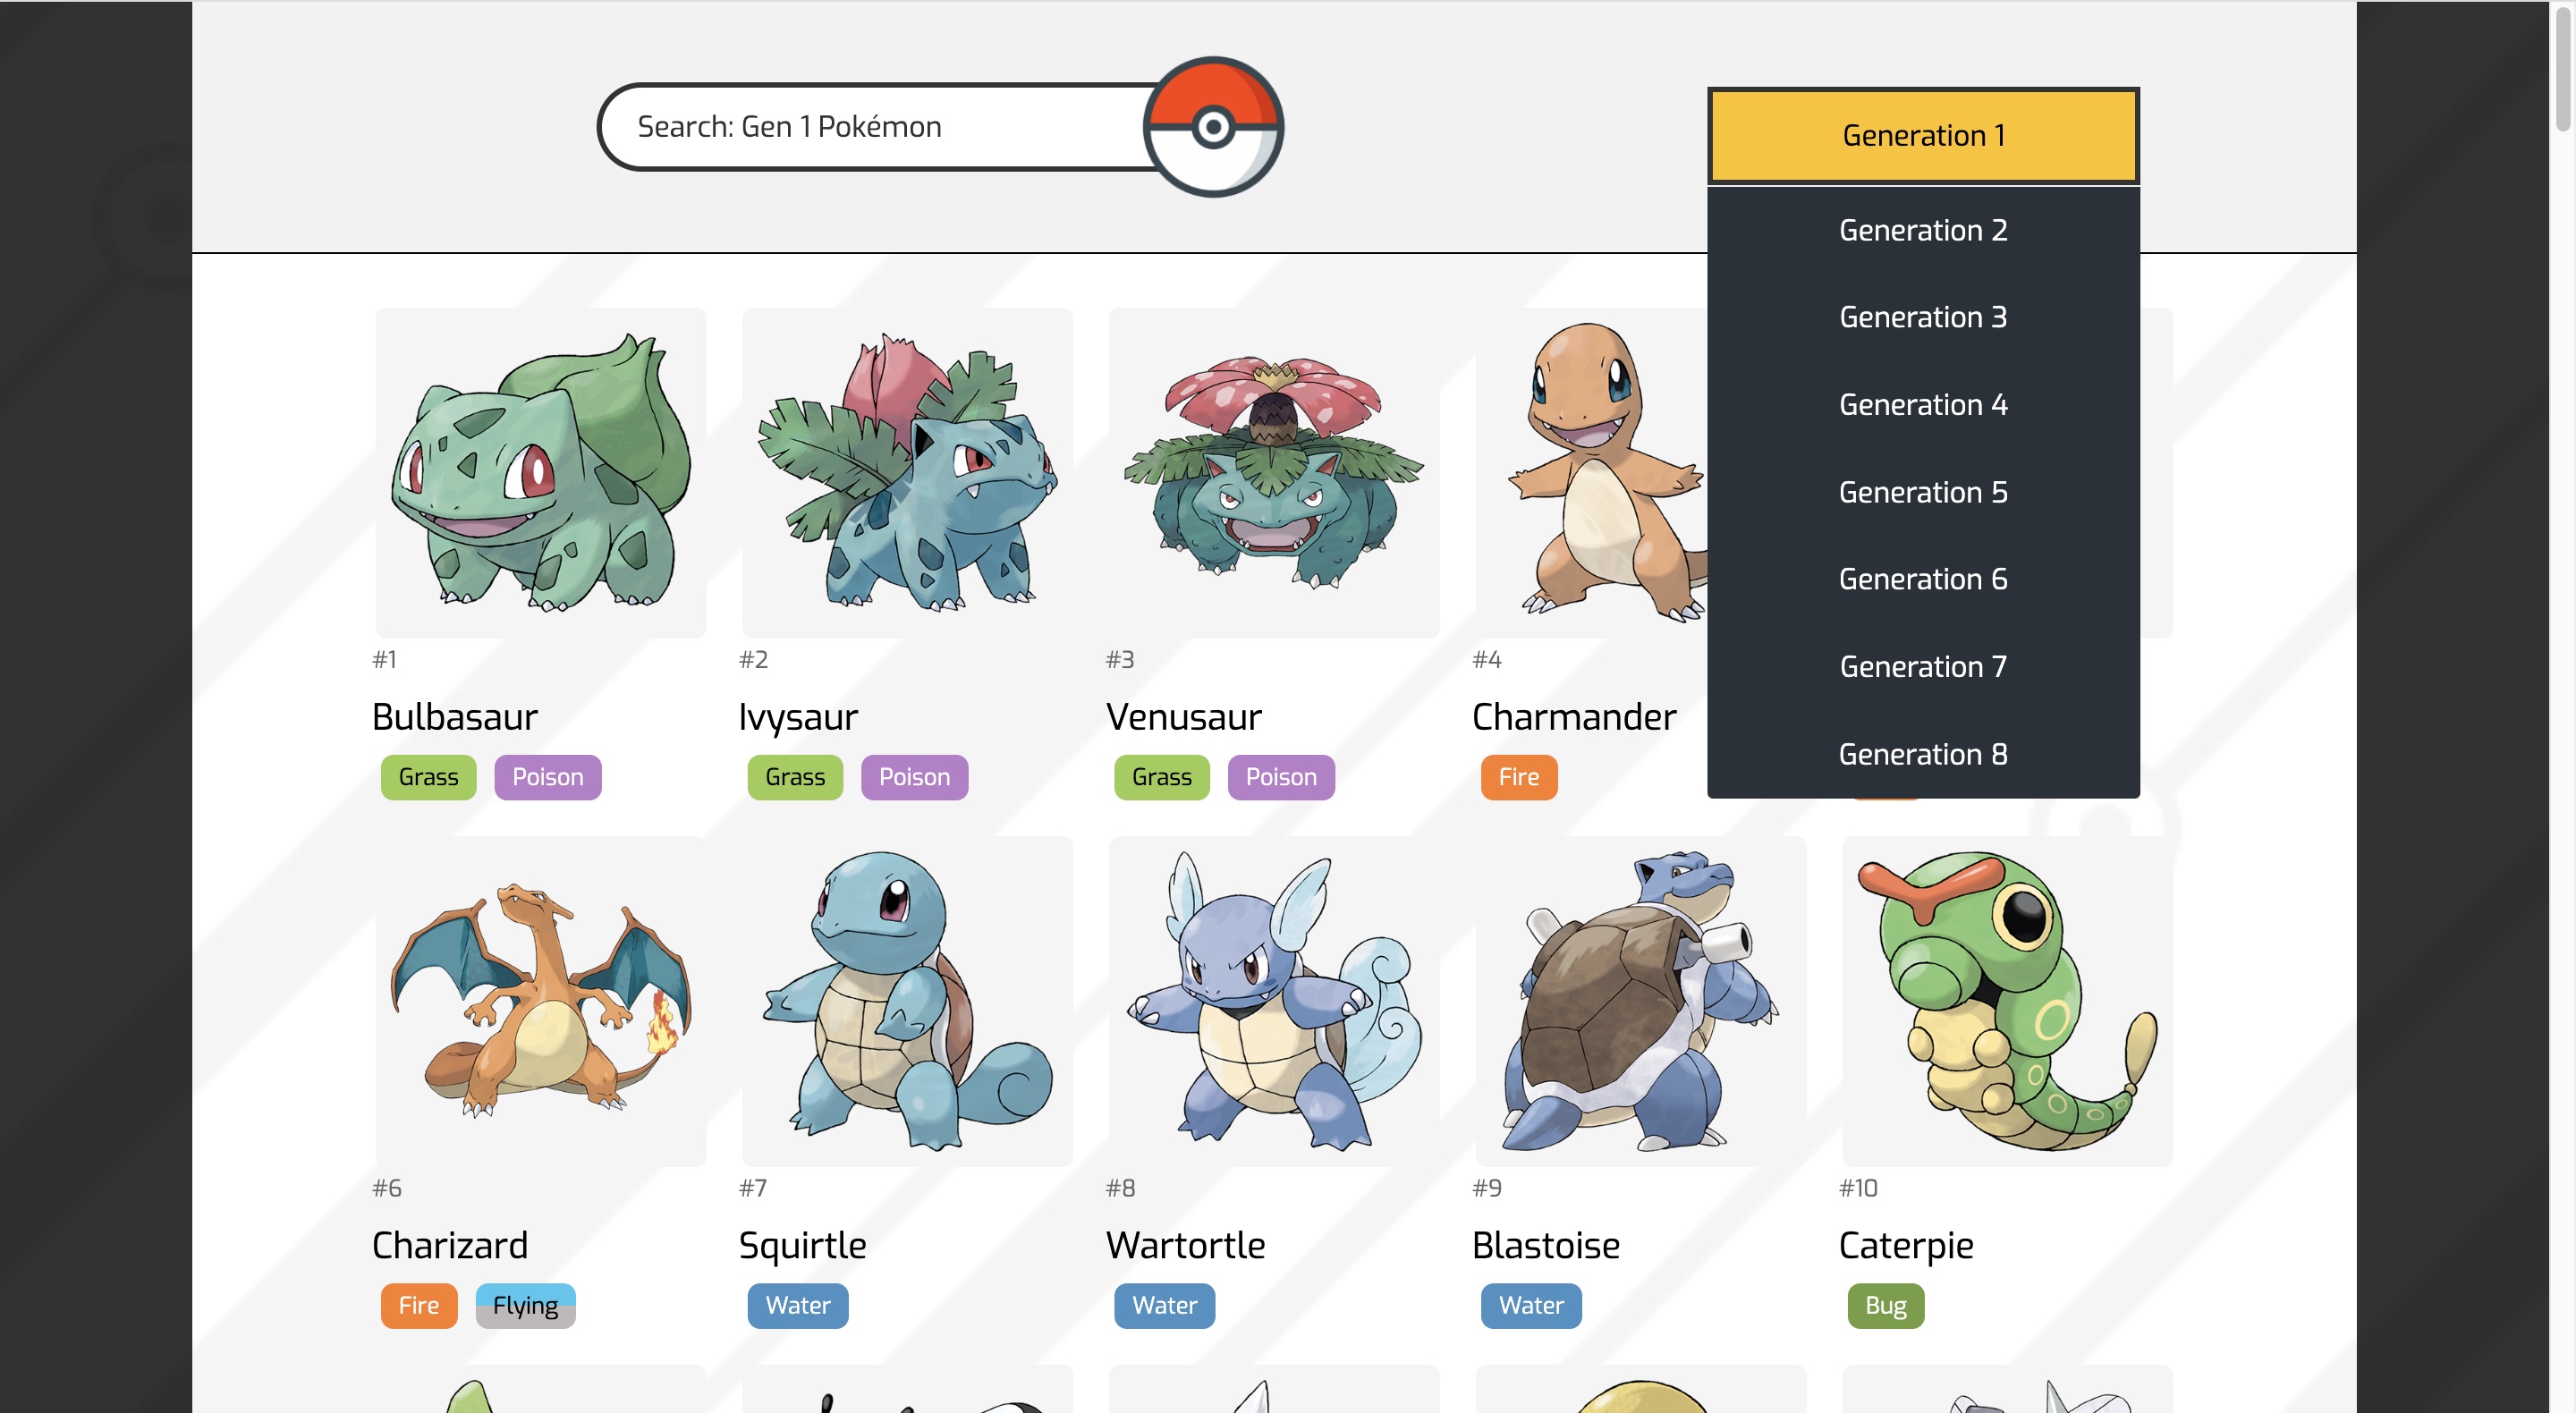 Search: Gen 1 Pokémon
Generation 1
Generation 2
Generation 3
Generation 4
Generation 5
Generation 6
Generation 7
Generation 8
#1
Bulbasaur
Grass Poison
#2
Ivysaur
Grass Poison
#3
Venusaur
Grass Poison
#4
Charmander
Fire
#6
Charizard
Fire Flying
#7
Squirtle
Water
#8
Wartortle
Water
#9
Blastoise
Water
#10
Caterpie
Bug